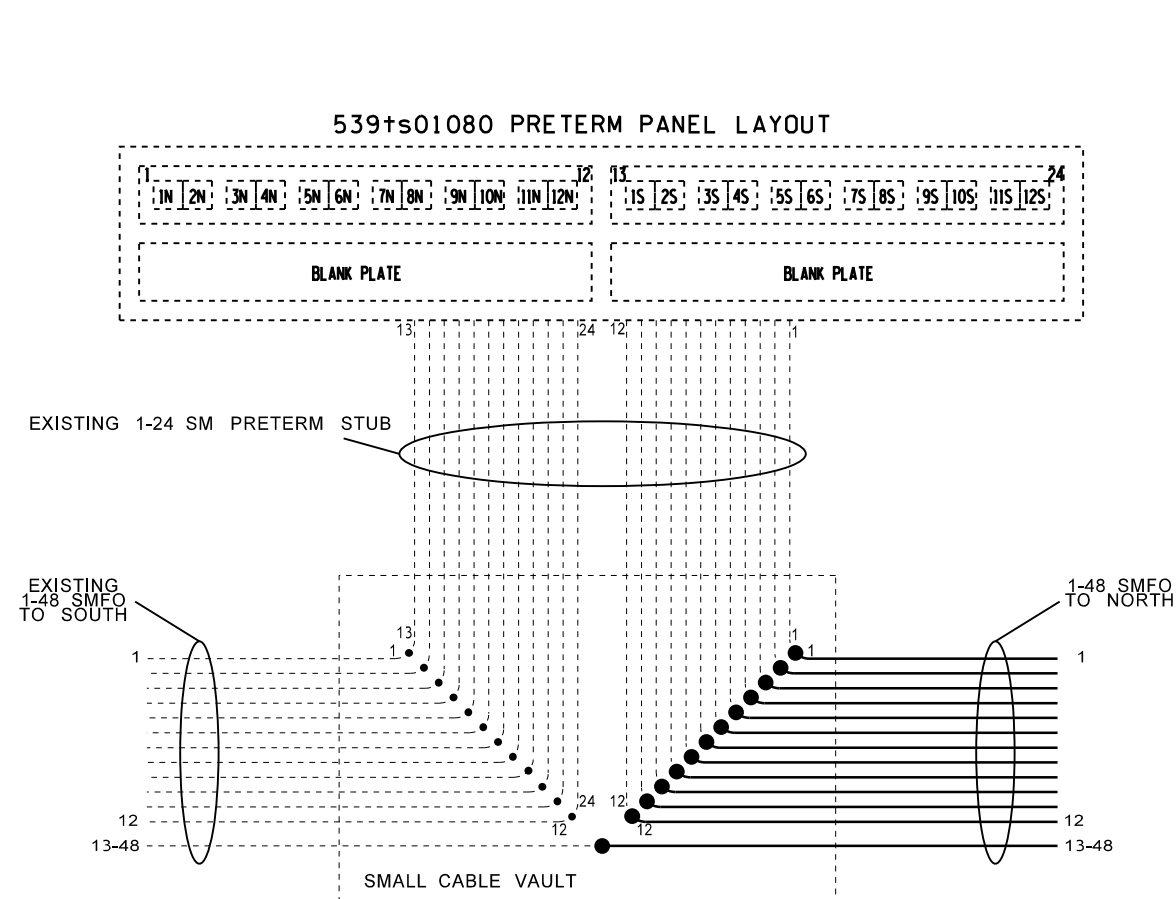 539ts01080 PRETERM PANEL LAYOUT
1 12 13 24
1N 2N 3N 4N 5N 6N 7N 8N 9N 10N 11N 12N 1S 2S 3S 4S 5S 6S 7S 8S 9S 10S 11S 12S
BLANK PLATE BLANK PLATE
13 24 12 1
EXISTING 1-24 SM PRETERM STUB
EXISTING
1-48 SMFO
TO SOUTH
1-48 SMFO
TO NORTH
13 1
1 1 1 1
24 12
12 12 12 12
13-48 13-48
SMALL CABLE VAULT